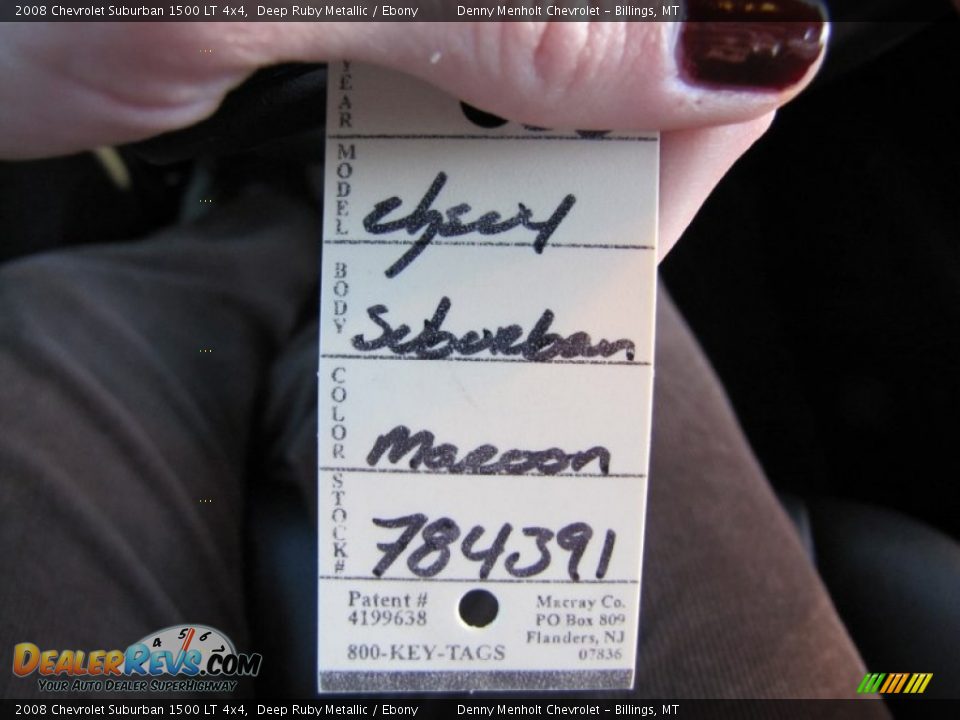 2008 Chevrolet Suburban 1500 LT 4x4, Deep Ruby Metallic / Ebony Denny Menholt Chevrolet - Billings, MT
YEAR
MODEL Chevy
BODY Suburban
COLOR Maroon
STOCK# 784391
Patent #
4199638
800-KEY-TAGS
Macray Co.
PO Box 809
Flanders, NJ
07836
4 5 6
DEALERREVS.COM
YOUR AUTO DEALER SUPERHIGHWAY
2008 Chevrolet Suburban 1500 LT 4x4, Deep Ruby Metallic / Ebony Denny Menholt Chevrolet - Billings, MT